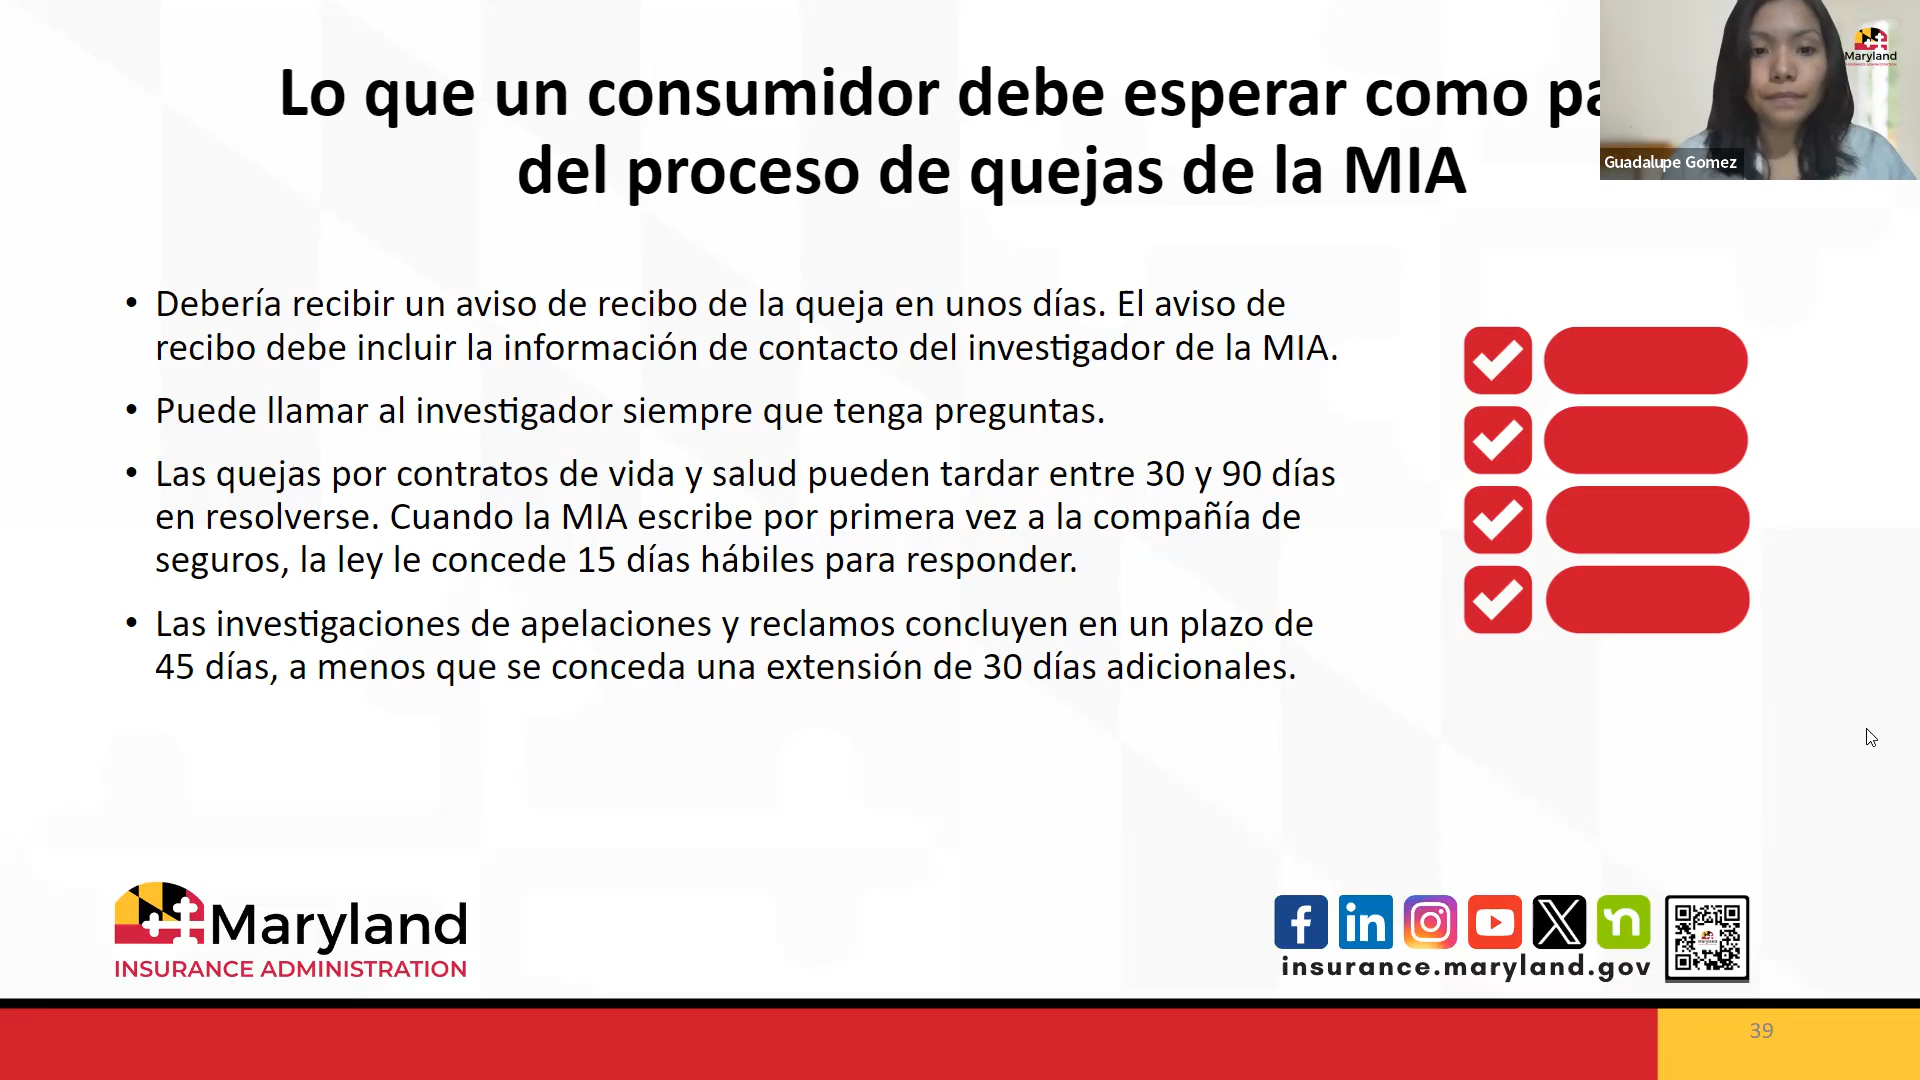 Lo que un consumidor debe esperar como
del proceso de quejas de la MIA
Maryland
Guadalupe Gomez
• Debería recibir un aviso de recibo de la queja en unos días. El aviso de
recibo debe incluir la información de contacto del investigador de la MIA.
• Puede llamar al investigador siempre que tenga preguntas.
• Las quejas por contratos de vida y salud pueden tardar entre 30 y 90 días
en resolverse. Cuando la MIA escribe por primera vez a la compañía de
seguros, la ley le concede 15 días hábiles para responder.
• Las investigaciones de apelaciones y reclamos concluyen en un plazo de
45 días, a menos que se conceda una extensión de 30 días adicionales.
Maryland
INSURANCE ADMINISTRATION
insurance.maryland.gov
39